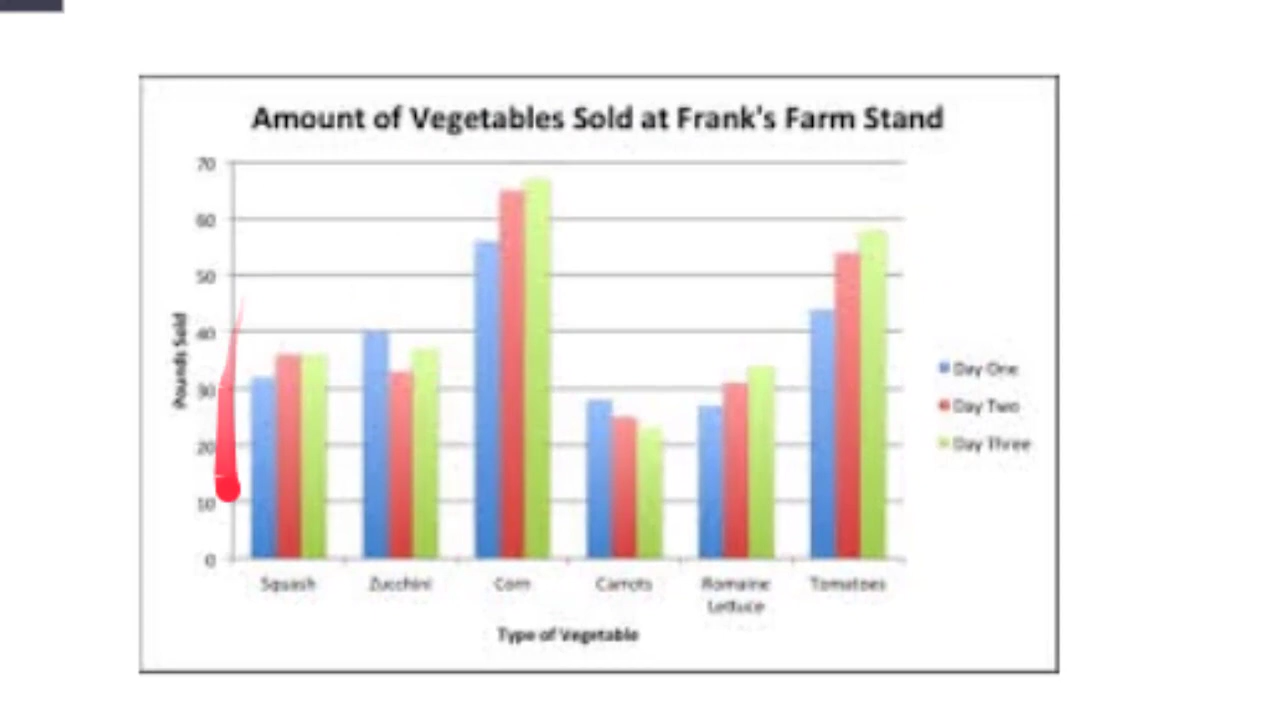 Amount of Vegetables Sold at Frank's Farm Stand
70
60
50
40
30
20
10
0
Pounds Sold
Squash
Zucchini
Corn
Carrots
Romaine
Lettuce
Tomatoes
Type of Vegetable
Day One
Day Two
Day Three